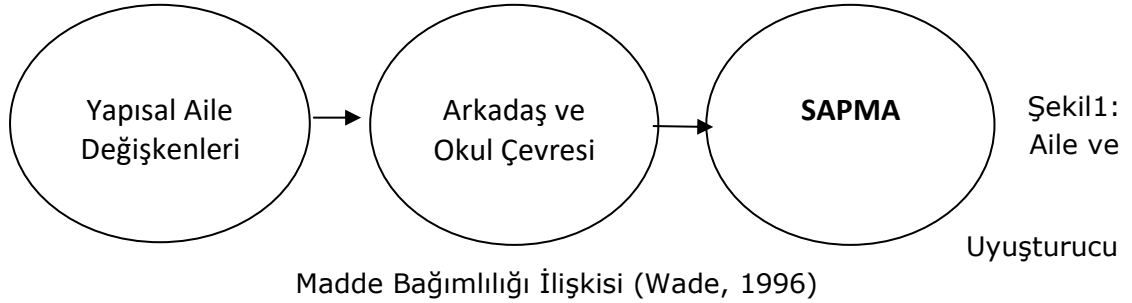 Yapısal Aile
Değişkenleri
Arkadaş ve
Okul Çevresi
SAPMA
Şekil1:
Aile ve
Uyuşturucu
Madde Bağımlılığı İlişkisi (Wade, 1996)